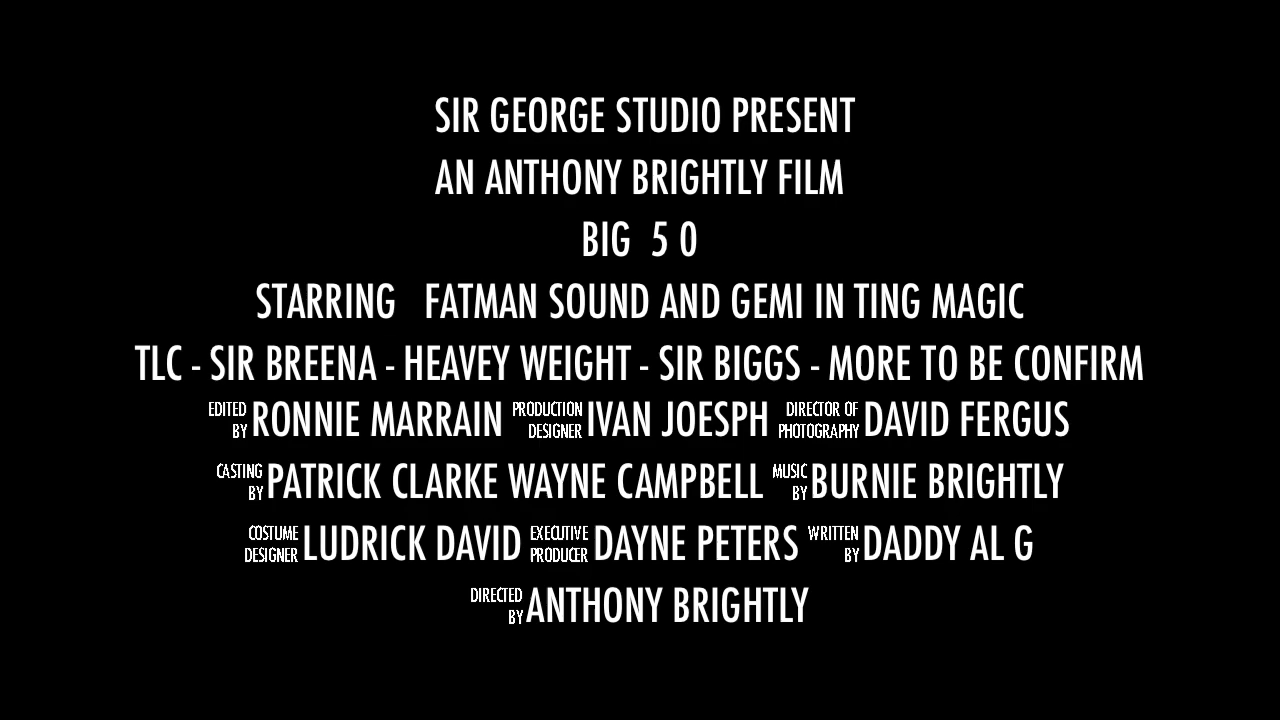 SIR GEORGE STUDIO PRESENT
AN ANTHONY BRIGHTLY FILM
BIG 5 0
STARRING FATMAN SOUND AND GEMI IN TING MAGIC
TLC - SIR BREENA - HEAVEY WEIGHT - SIR BIGGS - MORE TO BE CONFIRM
EDITED BY RONNIE MARRAIN PRODUCTION DESIGNER IVAN JOESPH DIRECTOR OF PHOTOGRAPHY DAVID FERGUS
CASTING BY PATRICK CLARKE WAYNE CAMPBELL MUSIC BY BURNIE BRIGHTLY
COSTUME DESIGNER LUDRICK DAVID EXECUTIVE PRODUCER DAYNE PETERS WRITTEN BY DADDY AL G
DIRECTED BY ANTHONY BRIGHTLY